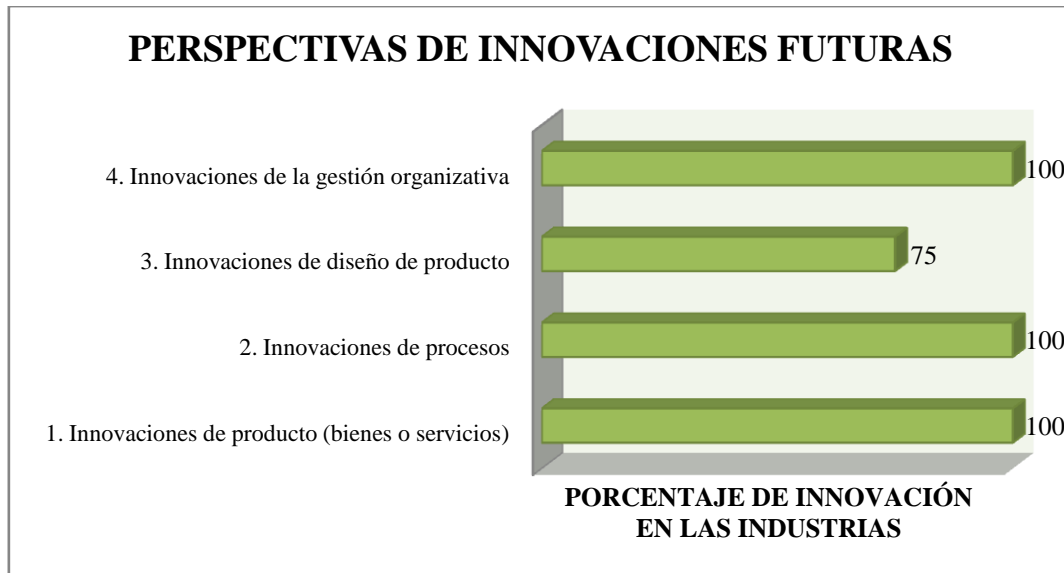 PERSPECTIVAS DE INNOVACIONES FUTURAS
4. Innovaciones de la gestión organizativa
100
3. Innovaciones de diseño de producto
75
2. Innovaciones de procesos
100
1. Innovaciones de producto (bienes o servicios)
100
PORCENTAJE DE INNOVACIÓN
EN LAS INDUSTRIAS